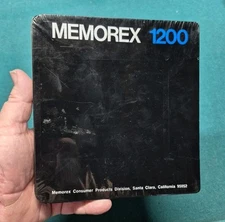 MEMOREX 1200
Memorex Consumer Products Division, Santa Clara, California 95052